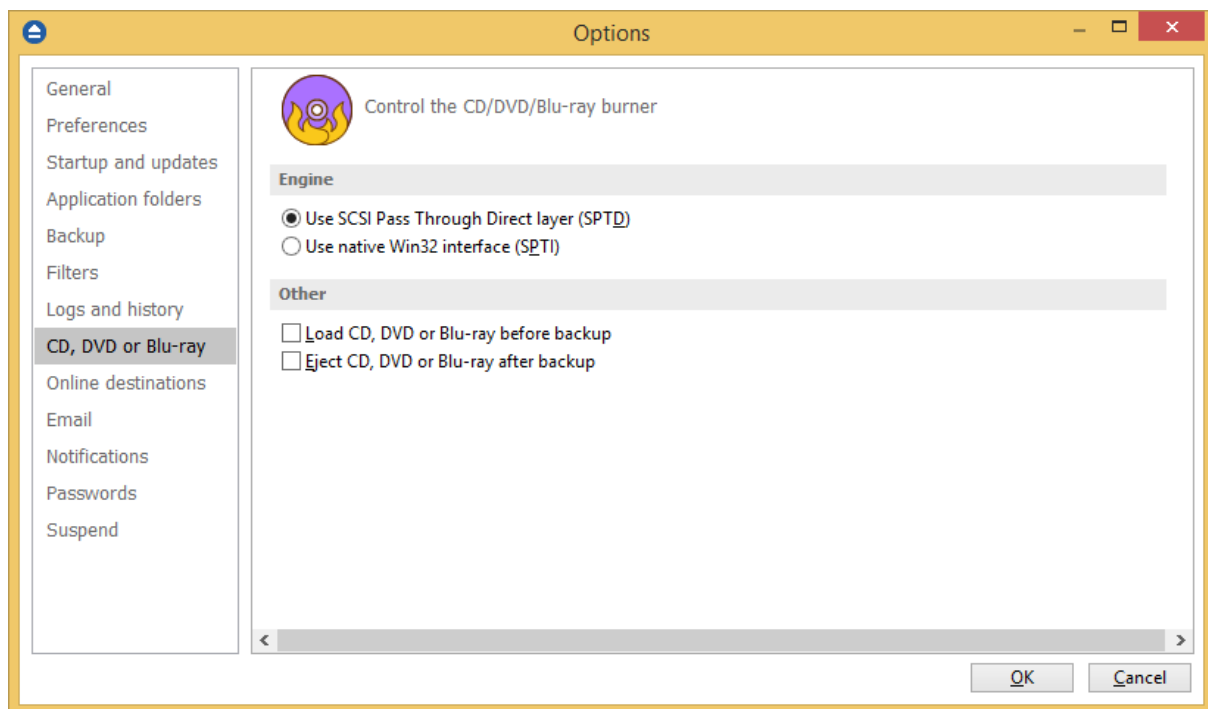 Options
General
Preferences
Startup and updates
Application folders
Backup
Filters
Logs and history
CD, DVD or Blu-ray
Online destinations
Email
Notifications
Passwords
Suspend
Control the CD/DVD/Blu-ray burner
Engine
Use SCSI Pass Through Direct layer (SPTD)
Use native Win32 interface (SPTI)
Other
Load CD, DVD or Blu-ray before backup
Eject CD, DVD or Blu-ray after backup
OK
Cancel